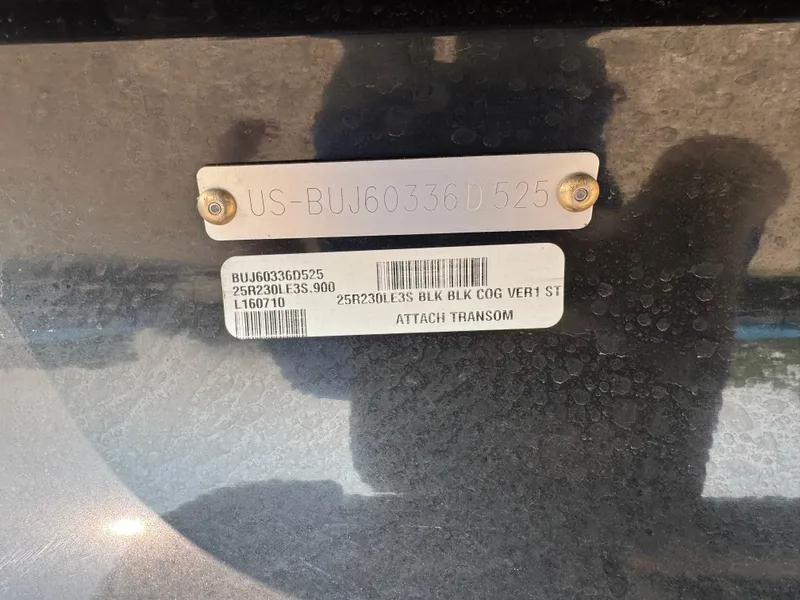 US-BUJ60336D525
BUJ60336D525
25R230LE3S.900
L160710
25R230LE3S BLK BLK COG VER1 ST
ATTACH TRANSOM